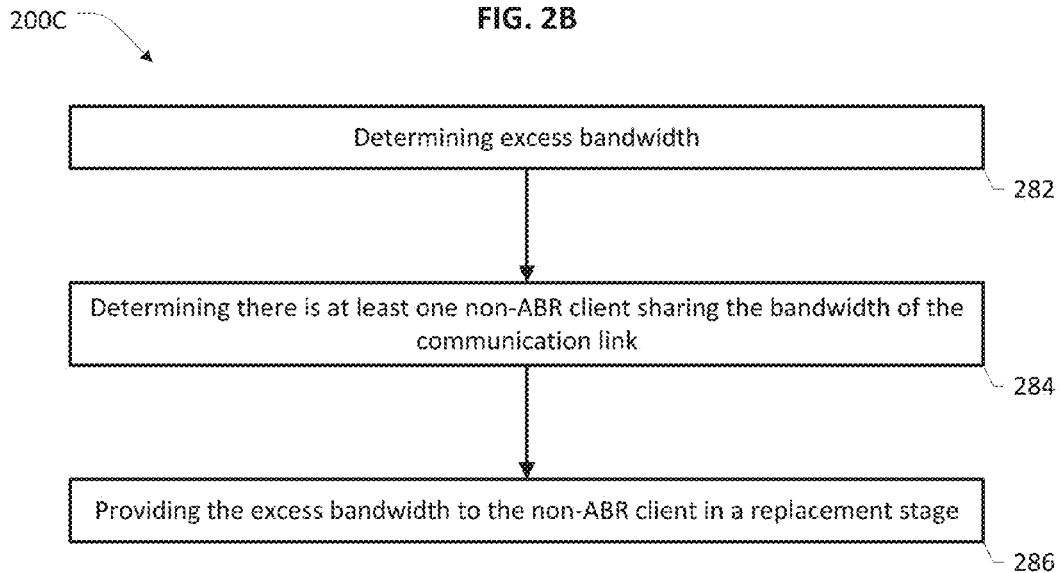 FIG. 2B
200C
Determining excess bandwidth
282
Determining there is at least one non-ABR client sharing the bandwidth of the
communication link
284
Providing the excess bandwidth to the non-ABR client in a replacement stage
286